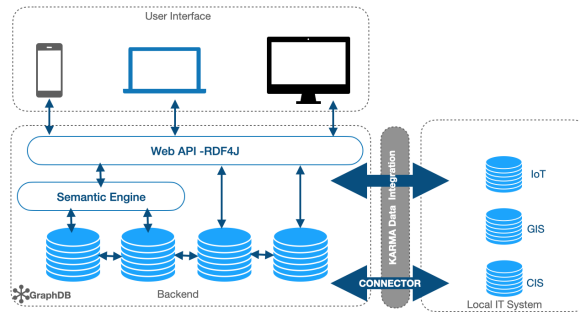 User Interface
Web API -RDF4J
Semantic Engine
KARMA Data Integration
IoT
GIS
CONNECTOR
CIS
GraphDB
Backend
Local IT System